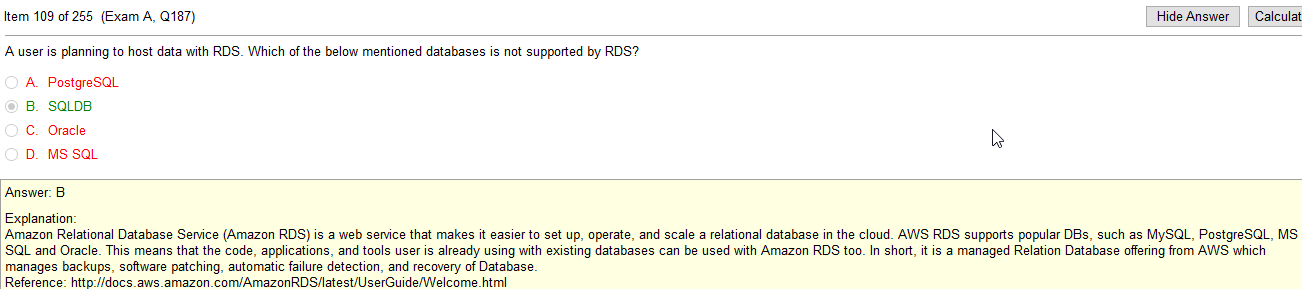 Item 109 of 255 (Exam A, Q187)
Hide Answer
Calculat
A user is planning to host data with RDS. Which of the below mentioned databases is not supported by RDS?
A. PostgreSQL
B. SQLDB
C. Oracle
D. MS SQL
Answer: B
Explanation:
Amazon Relational Database Service (Amazon RDS) is a web service that makes it easier to set up, operate, and scale a relational database in the cloud. AWS RDS supports popular DBs, such as MySQL, PostgreSQL, MS
SQL and Oracle. This means that the code, applications, and tools user is already using with existing databases can be used with Amazon RDS too. In short, it is a managed Relation Database offering from AWS which
manages backups, software patching, automatic failure detection, and recovery of Database.
Reference: http://docs.aws.amazon.com/AmazonRDS/latest/UserGuide/Welcome.html